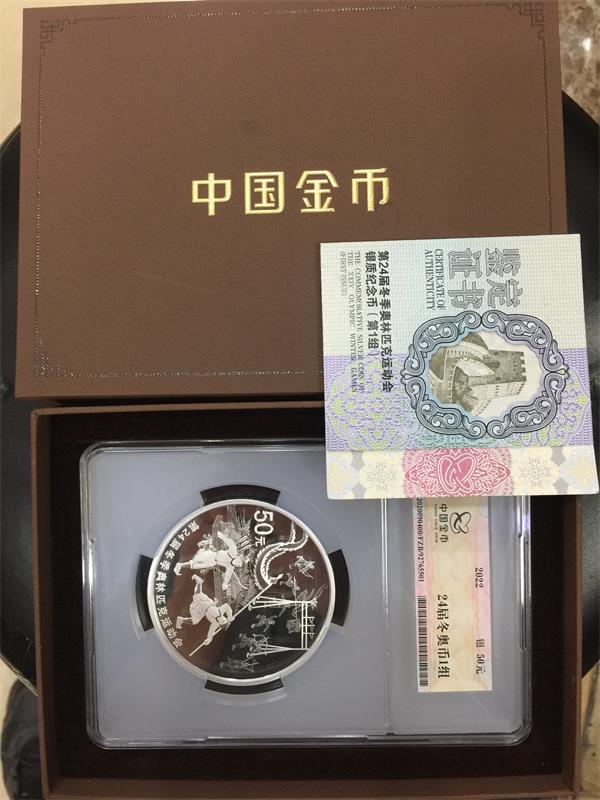 中国金币
鉴定证书
CERTIFICATE OF
AUTHENTICITY
第24届冬季奥林匹克运动会
银质纪念币（第1组）
THE COMMEMORATIVE SILVER COIN OF
THE XXIV OLYMPIC WINTER GAMES
(FIRST ISSUE)
50元
第24届冬季奥林匹克运动会
中国金币
2022
银 50元
24届冬奥币1组
2020090400/FZB/92765501